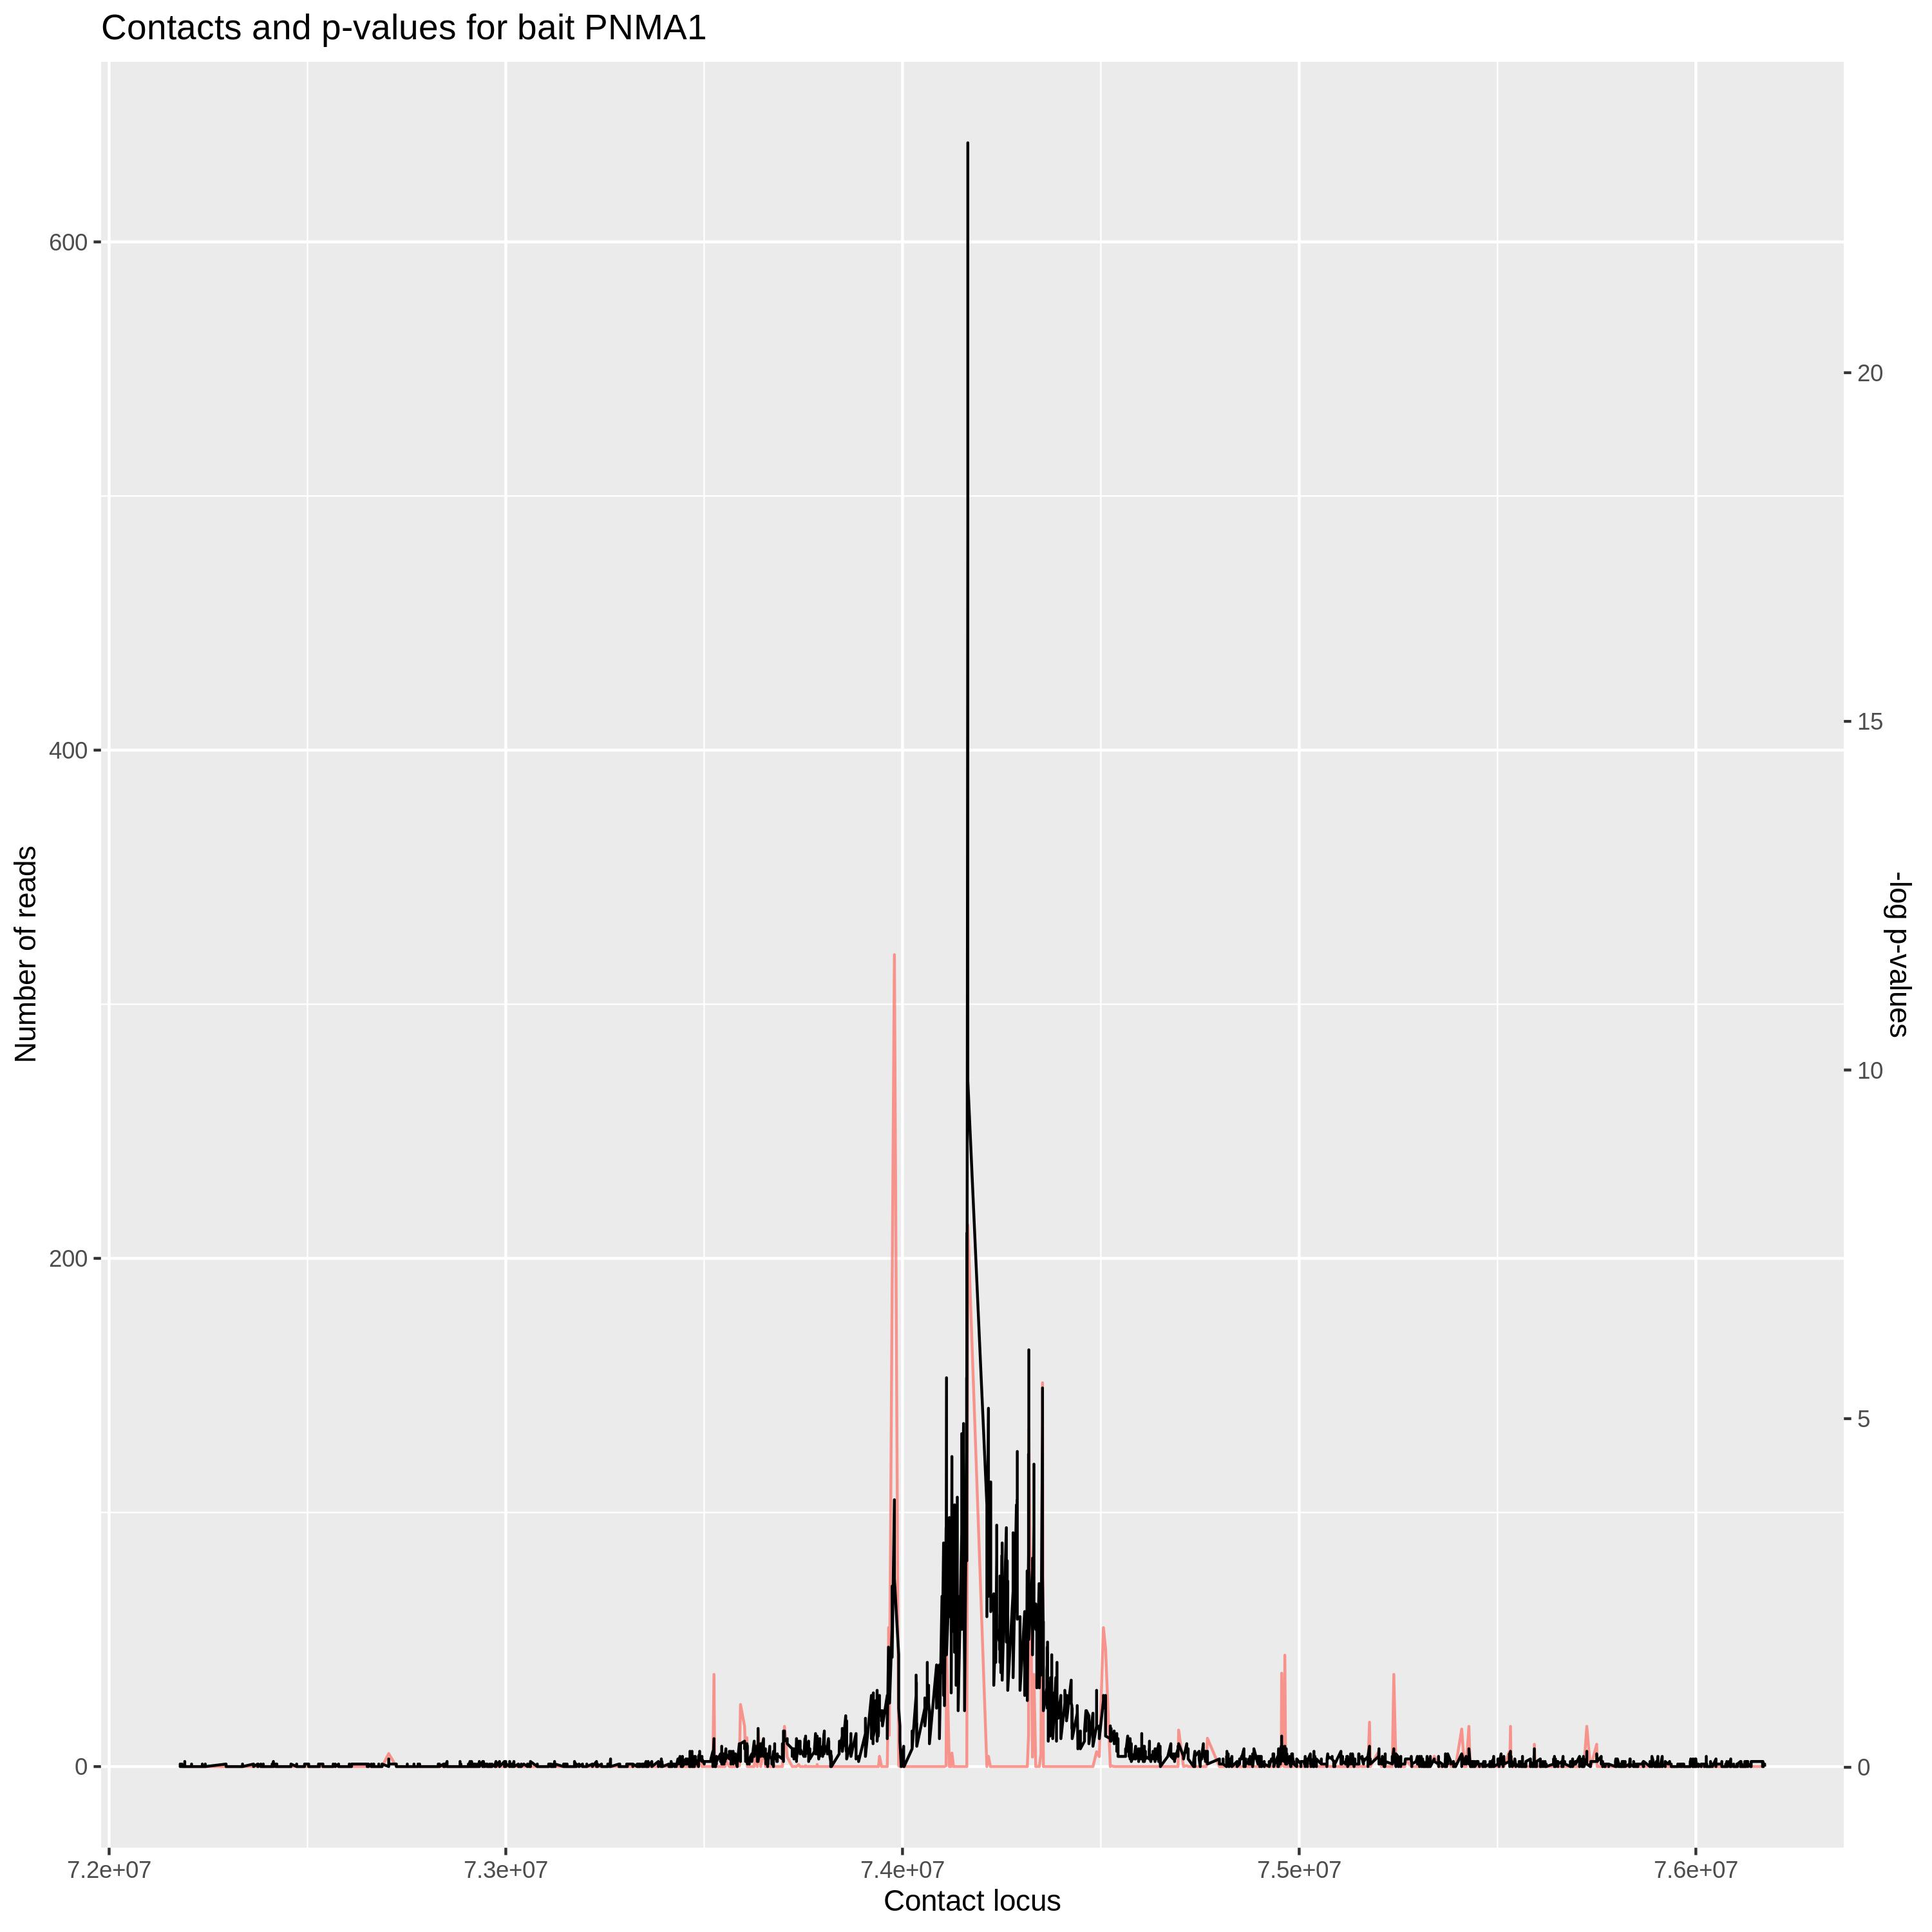 Contacts and p-values for bait PNMA1
Number of reads
600
400
200
0
20
15
10
5
0
-log p-values
7.2e+07 7.3e+07 7.4e+07 7.5e+07 7.6e+07
Contact locus